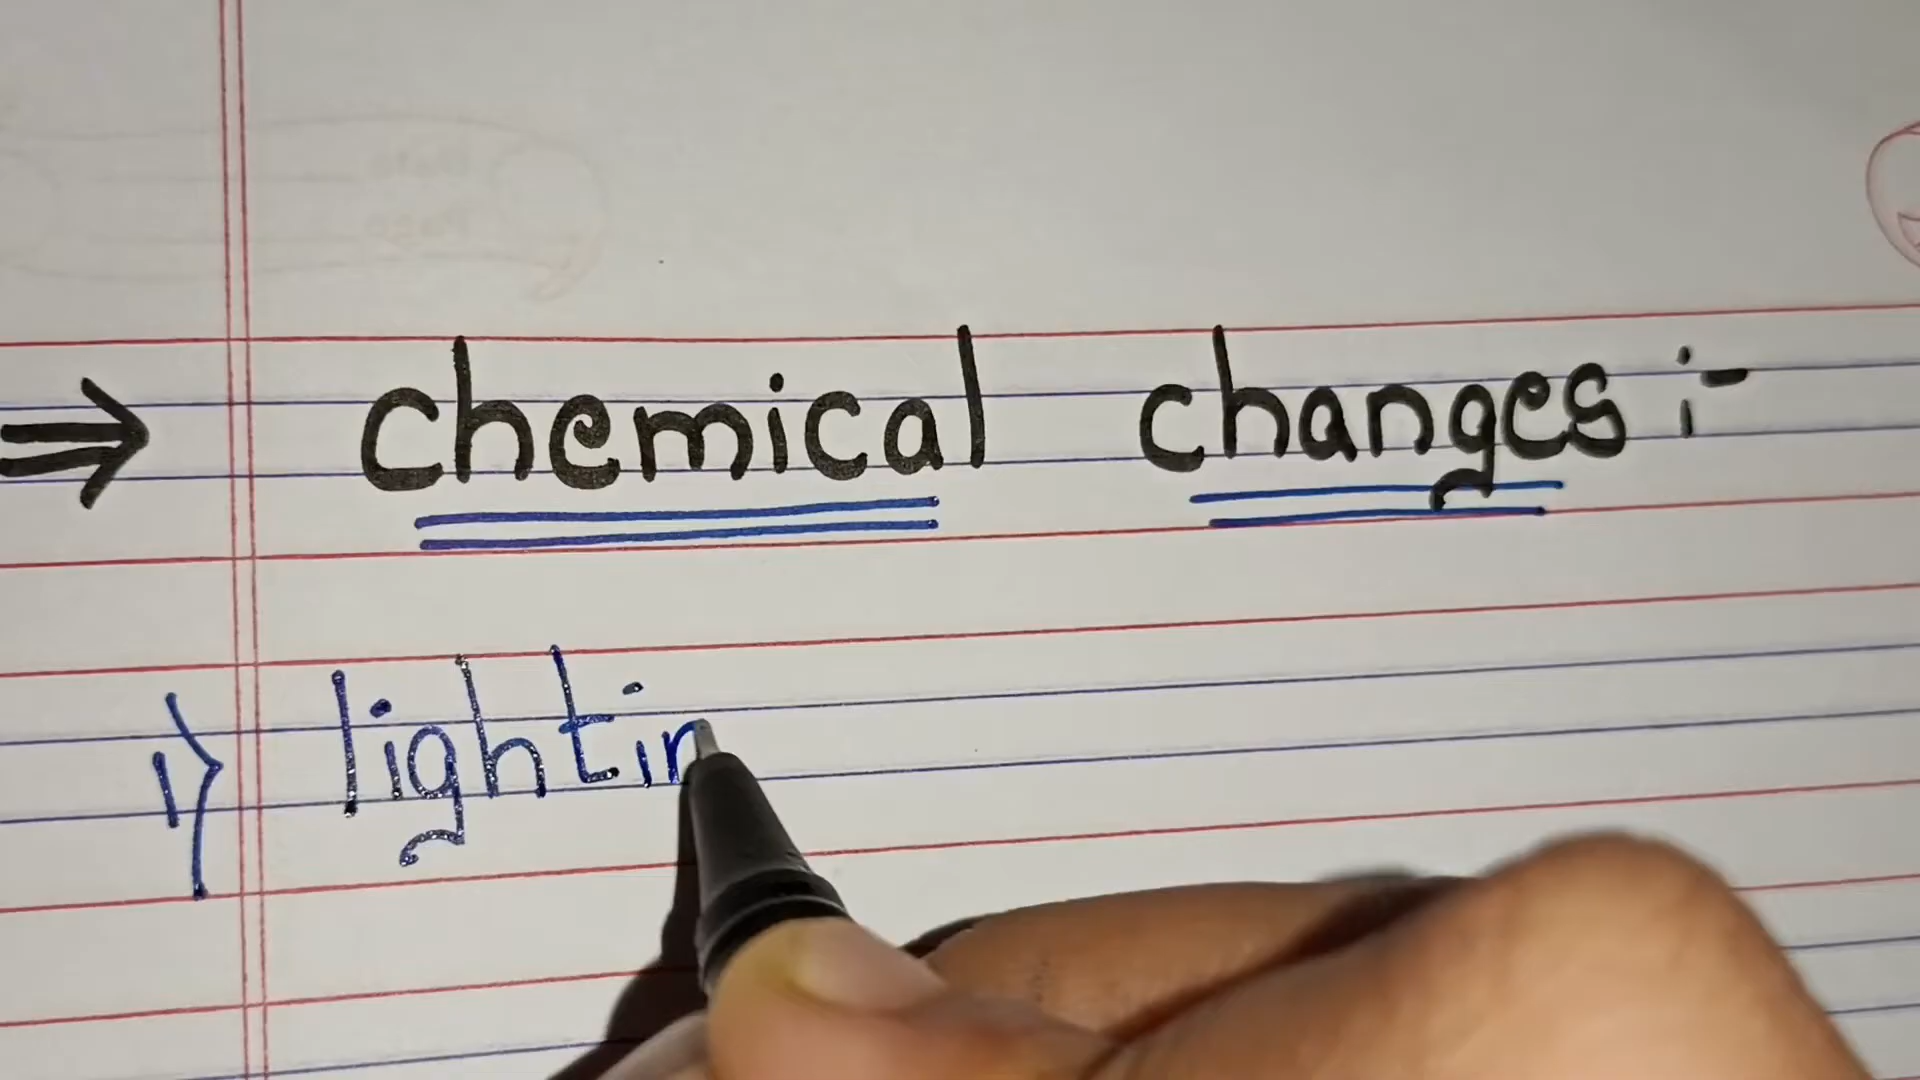 ⇒ chemical changes :-
1) lightin